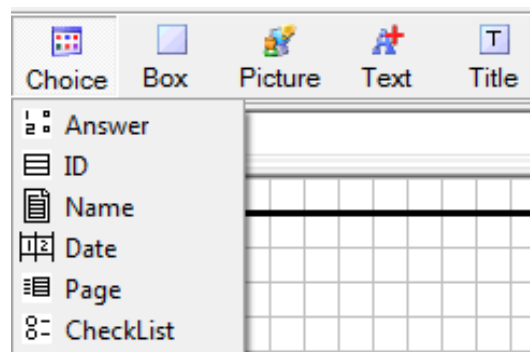 Choice Box Picture Text Title
Answer
ID
Name
Date
Page
CheckList